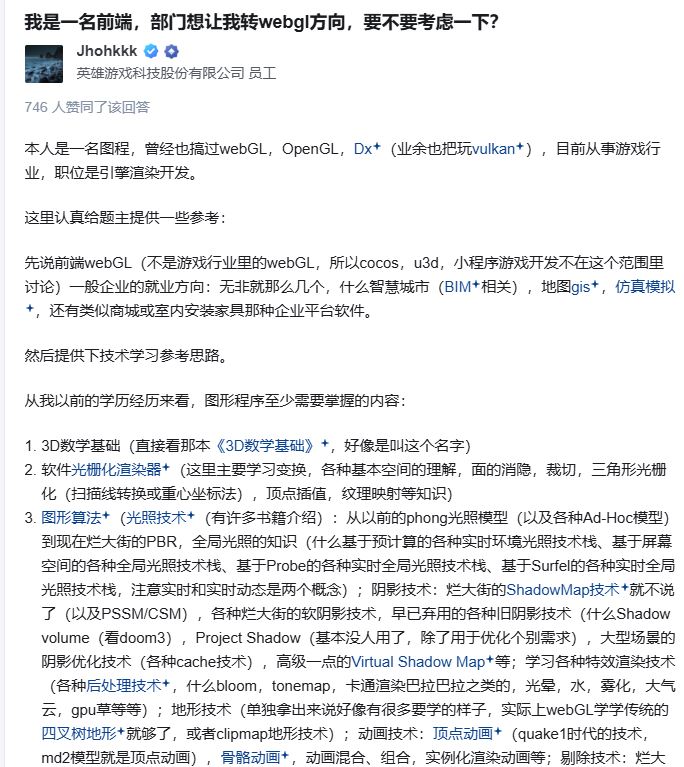 我是一名前端，部门想让我转webgl方向，要不要考虑一下？
Jhohkkk
英雄游戏科技股份有限公司 员工
746 人赞同了该回答
本人是一名图程，曾经也搞过webGL，OpenGL，Dx（业余也把玩vulkan），目前从事游戏行
业，职位是引擎渲染开发。
这里认真给题主提供一些参考：
先说前端webGL（不是游戏行业里的webGL，所以cocos，u3d，小程序游戏开发不在这个范围里
讨论）一般企业的就业方向：无非就那么几个，什么智慧城市（BIM相关），地图gis，仿真模拟
，还有类似商城或室内安装家具那种企业平台软件。
然后提供下技术学习参考思路。
从我以前的学历经历来看，图形程序至少需要掌握的内容：
1. 3D数学基础（直接看那本《3D数学基础》，好像是叫这个名字）
2. 软件光栅化渲染器（这里主要学习变换，各种基本空间的理解，面的消隐，裁切，三角形光栅
化（扫描线转换或重心坐标法），顶点插值，纹理映射等知识）
3. 图形算法（光照技术（有许多书籍介绍）：从以前的phong光照模型（以及各种Ad-Hoc模型）
到现在烂大街的PBR，全局光照的知识（什么基于预计算的各种实时环境光照技术栈、基于屏幕
空间的各种全局光照技术栈、基于Probe的各种实时全局光照技术栈、基于Surfel的各种实时全局
光照技术栈，注意实时和实时动态是两个概念）；阴影技术：烂大街的ShadowMap技术就不说
了（以及PSSM/CSM），各种烂大街的软阴影技术，早已弃用的各种旧阴影技术（什么Shadow
volume（看doom3），Project Shadow（基本没人用了，除了用于优化个别需求），大型场景的
阴影优化技术（各种cache技术），高级一点的Virtual Shadow Map等；学习各种特效渲染技术
（各种后处理技术，什么bloom，tonemap，卡通渲染巴拉巴拉之类的，光晕，水，雾化，大气
云，gpu草等等）；地形技术（单独拿出来说好像有很多要学的样子，实际上webGL学学传统的
四叉树地形就够了，或者clipmap地形技术）；动画技术：顶点动画（quake1时代的技术，
md2模型就是顶点动画），骨骼动画，动画混合、组合，实例化渲染动画等；剔除技术：烂大